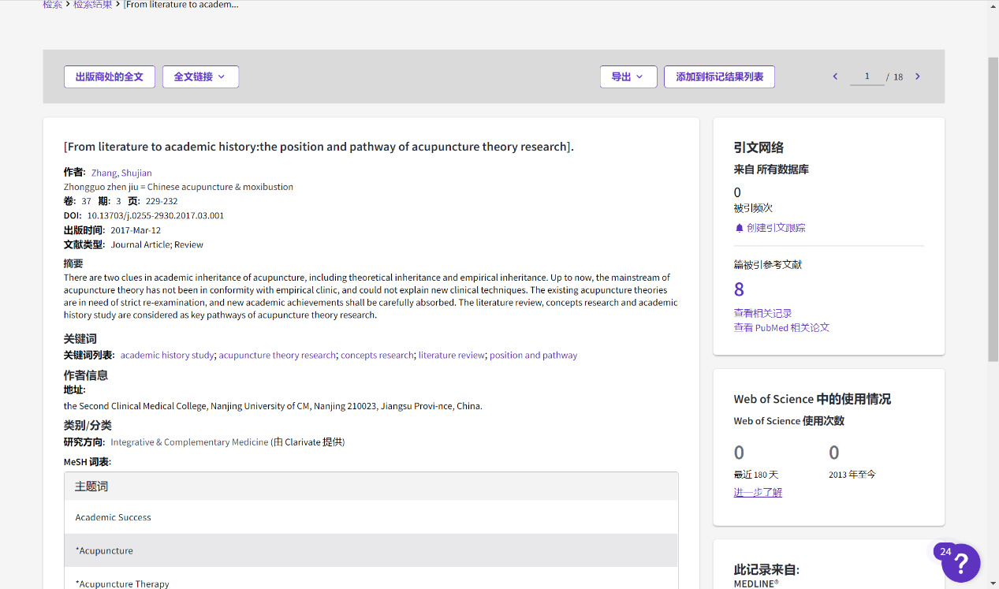 检索 > 检索结果 > [From literature to academ...
出版商处的全文
全文链接
导出
添加到标记结果列表
1 / 18
[From literature to academic history:the position and pathway of acupuncture theory research].
作者: Zhang, Shujian
Zhongguo zhen jiu = Chinese acupuncture & moxibustion
卷: 37 期: 3 页: 229-232
DOI: 10.13703/j.0255-2930.2017.03.001
出版时间: 2017-Mar-12
文献类型: Journal Article; Review
摘要
There are two clues in academic inheritance of acupuncture, including theoretical inheritance and empirical inheritance. Up to now, the mainstream of
acupuncture theory has not been in conformity with empirical clinic, and could not explain new clinical techniques. The existing acupuncture theories
are in need of strict re-examination, and new academic achievements shall be carefully absorbed. The literature review, concepts research and academic
history study are considered as key pathways of acupuncture theory research.
关键词
关键词列表: academic history study; acupuncture theory research; concepts research; literature review; position and pathway
作者信息
地址:
the Second Clinical Medical College, Nanjing University of CM, Nanjing 210023, Jiangsu Provi-nce, China.
类别/分类
研究方向: Integrative & Complementary Medicine (由 Clarivate 提供)
MeSH 词表:
主题词
Academic Success
*Acupuncture
*Acupuncture Therapy
引文网络
来自 所有数据库
0
被引频次
创建引文跟踪
篇被引参考文献
8
查看相关记录
查看 PubMed 相关论文
Web of Science 中的使用情况
Web of Science 使用次数
0 0
最近 180 天 2013 年至今
进一步了解
此记录来自:
MEDLINE®
24
?